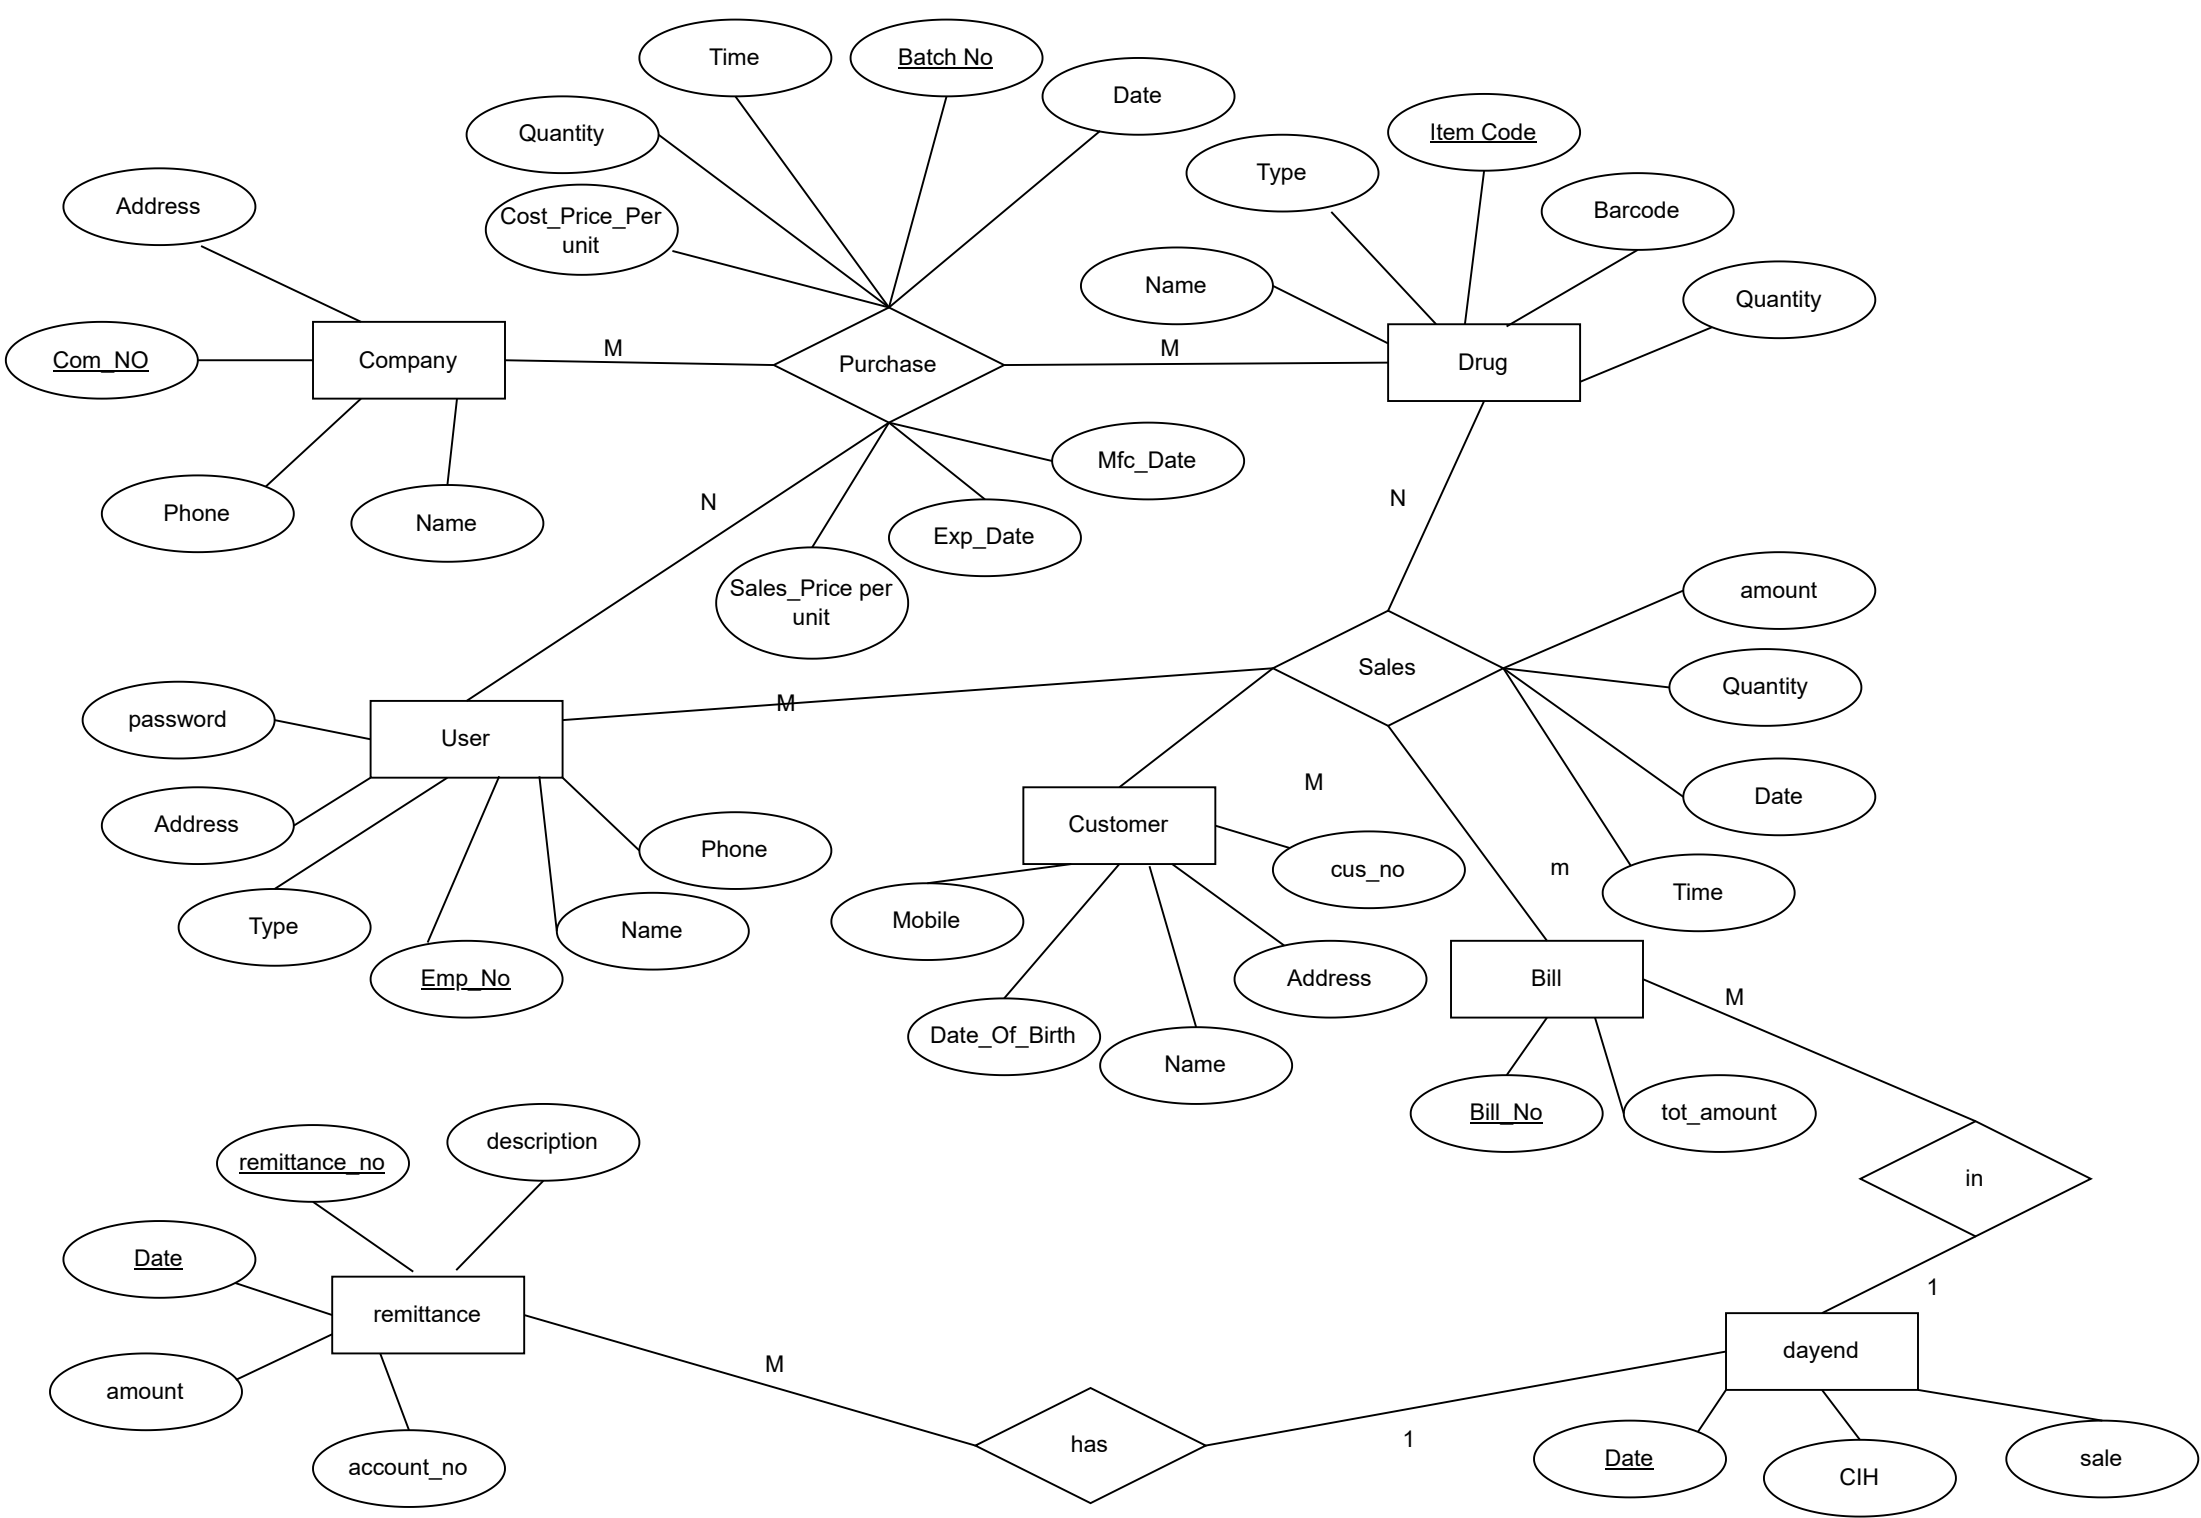 Time
Batch No
Date
Quantity
Item Code
Type
Address
Cost_Price_Per
unit
Barcode
Name
Quantity
Com_NO
Company
M
Purchase
M
Drug
Phone
Name
N
Mfc_Date
Exp_Date
N
Sales_Price per
unit
amount
Sales
Quantity
password
User
M
Date
Address
Phone
Customer
M
cus_no
m
Time
Type
Name
Mobile
Emp_No
Address
Bill
M
Date_Of_Birth
Name
Bill_No
tot_amount
description
remittance_no
in
Date
remittance
1
dayend
M
amount
has
1
account_no
Date
CIH
sale